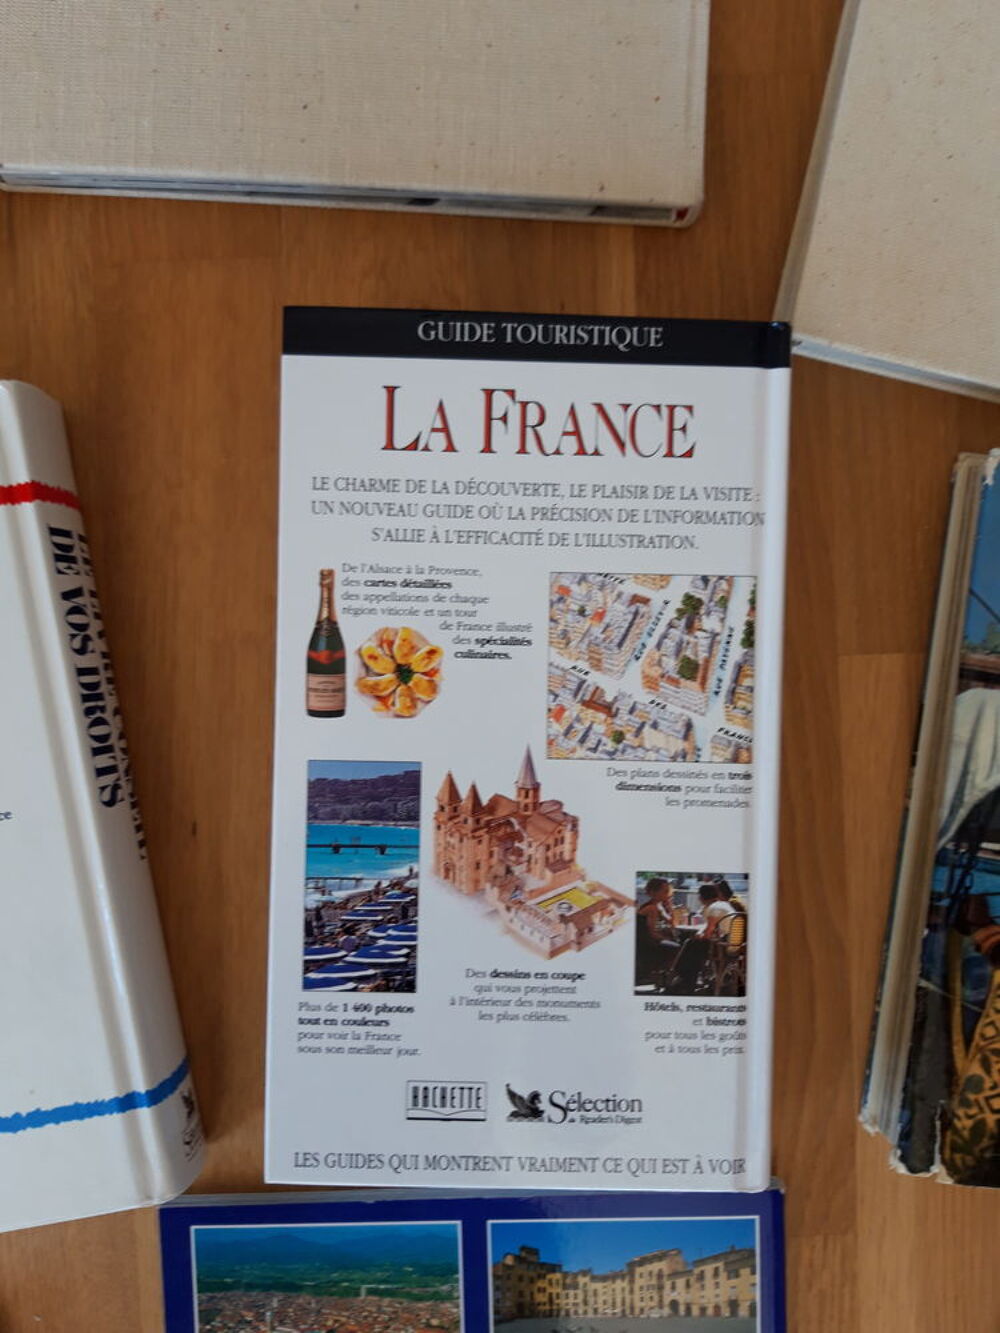 GUIDE TOURISTIQUE
LA FRANCE
LE CHARME DE LA DÉCOUVERTE, LE PLAISIR DE LA VISITE :
UN NOUVEAU GUIDE OÙ LA PRÉCISION DE L'INFORMATION
S'ALLIE À L'EFFICACITÉ DE L'ILLUSTRATION.
De l'Alsace à la Provence,
des cartes détaillées
des appellations de chaque
région viticole et un tour
de France illustré
des spécialités
culinaires.
RUE
DES
FRANC
Des plans dessinés en trois
dimensions pour faciliter
les promenades.
Des dessins en coupe
qui vous projettent
à l'intérieur des monuments
les plus célèbres.
Plus de 1 400 photos
tout en couleurs
pour voir la France
sous son meilleur jour.
Hôtels, restaurants
et bistrots
pour tous les goûts
et à tous les prix.
HACHETTE
Sélection
du Reader's Digest
LES GUIDES QUI MONTRENT VRAIMENT CE QUI EST À VOIR
DE VOS DROITS
ce